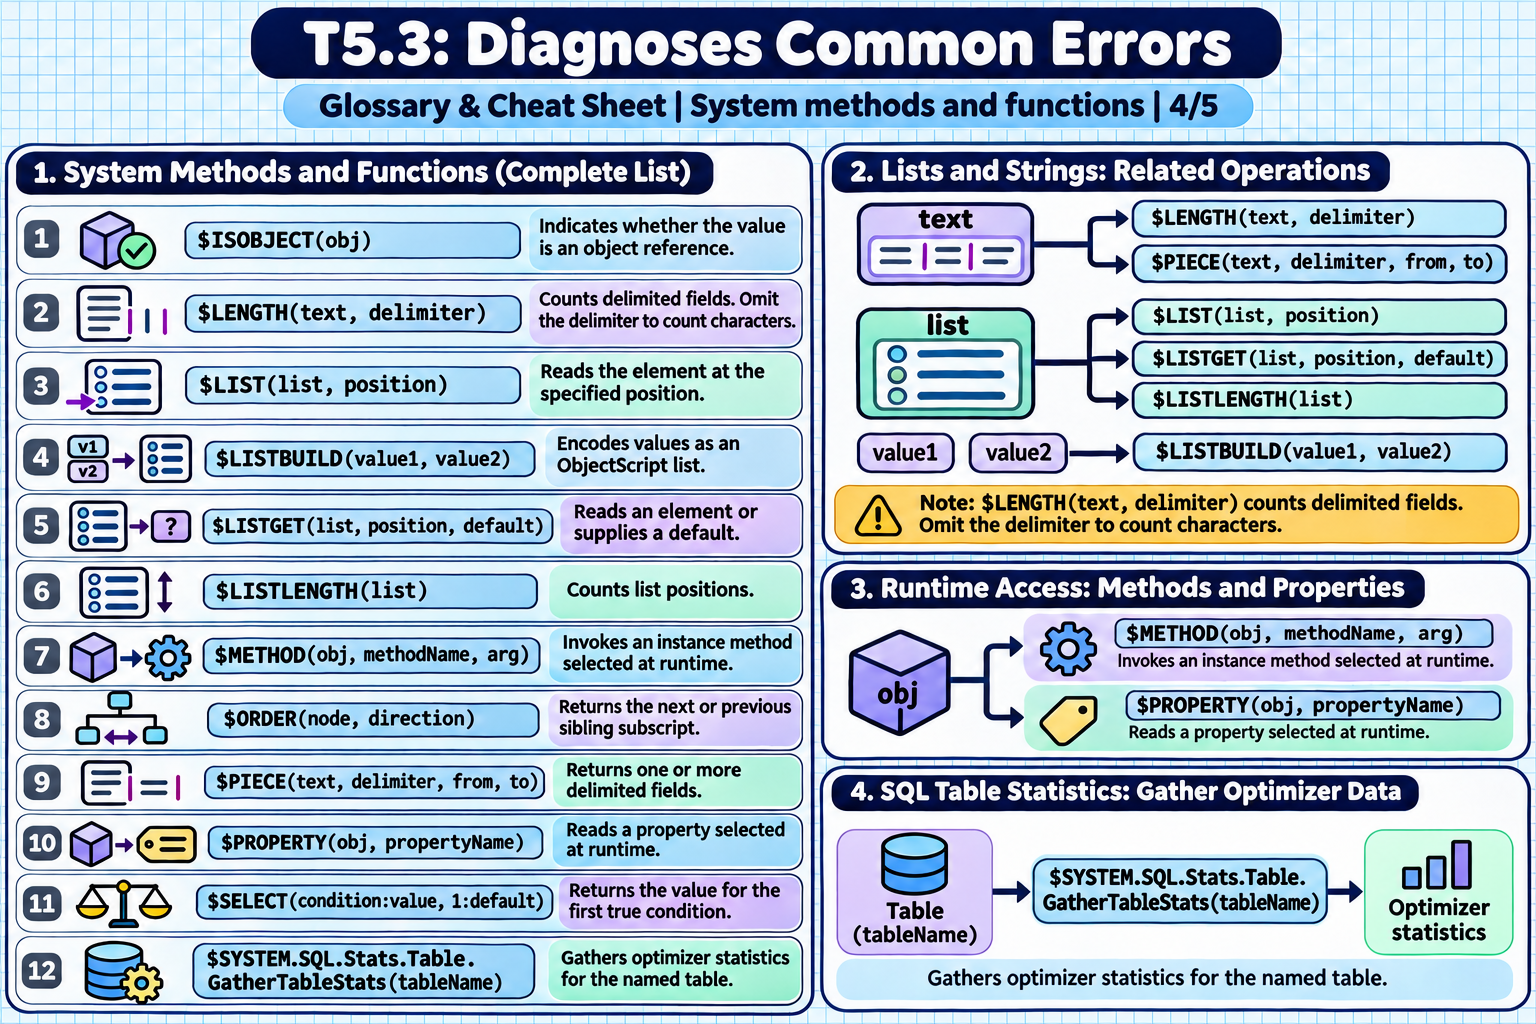 T5.3: Diagnoses Common Errors
Glossary & Cheat Sheet | System methods and functions | 4/5
1. System Methods and Functions (Complete List)
1
$ISOBJECT(obj)
Indicates whether the value
is an object reference.
2
$LENGTH(text, delimiter)
Counts delimited fields. Omit
the delimiter to count characters.
3
$LIST(list, position)
Reads the element at the
specified position.
4
v1
v2
$LISTBUILD(value1, value2)
Encodes values as an
ObjectScript list.
5
?
$LISTGET(list, position, default)
Reads an element or
supplies a default.
6
$LISTLENGTH(list)
Counts list positions.
7
$METHOD(obj, methodName, arg)
Invokes an instance method
selected at runtime.
8
$ORDER(node, direction)
Returns the next or previous
sibling subscript.
9
$PIECE(text, delimiter, from, to)
Returns one or more
delimited fields.
10
$PROPERTY(obj, propertyName)
Reads a property selected
at runtime.
11
$SELECT(condition:value, 1:default)
Returns the value for the
first true condition.
12
$SYSTEM.SQL.Stats.Table.
GatherTableStats(tableName)
Gathers optimizer statistics
for the named table.
2. Lists and Strings: Related Operations
text
$LENGTH(text, delimiter)
$PIECE(text, delimiter, from, to)
list
$LIST(list, position)
$LISTGET(list, position, default)
$LISTLENGTH(list)
value1
value2
$LISTBUILD(value1, value2)
Note: $LENGTH(text, delimiter) counts delimited fields.
Omit the delimiter to count characters.
3. Runtime Access: Methods and Properties
obj
$METHOD(obj, methodName, arg)
Invokes an instance method selected at runtime.
$PROPERTY(obj, propertyName)
Reads a property selected at runtime.
4. SQL Table Statistics: Gather Optimizer Data
Table
(tableName)
$SYSTEM.SQL.Stats.Table.
GatherTableStats(tableName)
Optimizer
statistics
Gathers optimizer statistics for the named table.